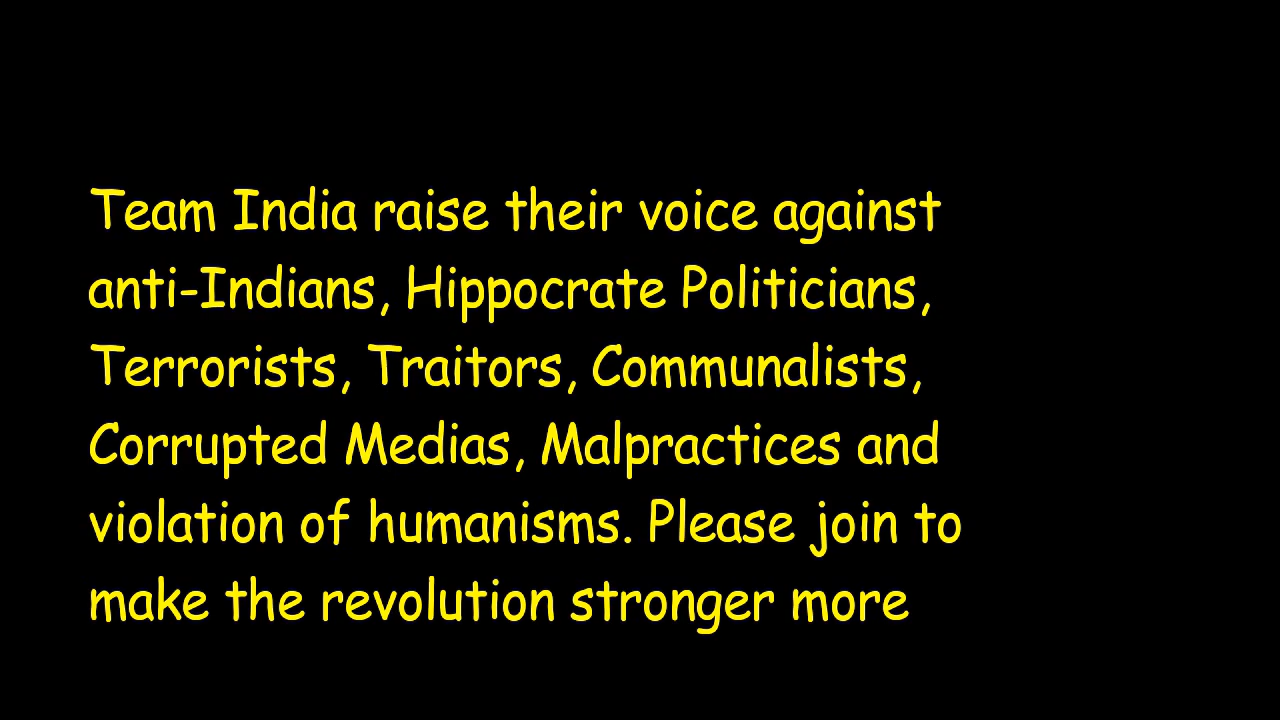 Team India raise their voice against
anti-Indians, Hippocrate Politicians,
Terrorists, Traitors, Communalists,
Corrupted Medias, Malpractices and
violation of humanisms. Please join to
make the revolution stronger more